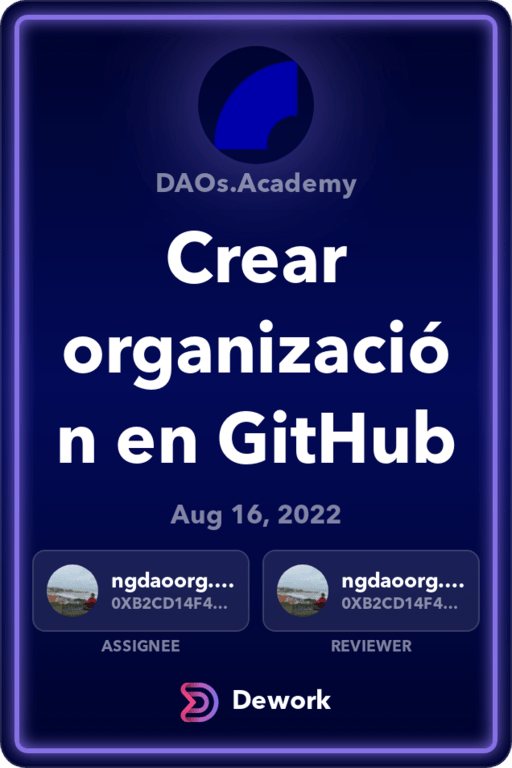 DAOs.Academy
Crear
organizació
n en GitHub
Aug 16, 2022
ngdaoorg.... ngdaoorg....
0XB2CD14F4... 0XB2CD14F4...
ASSIGNEE REVIEWER
Dework